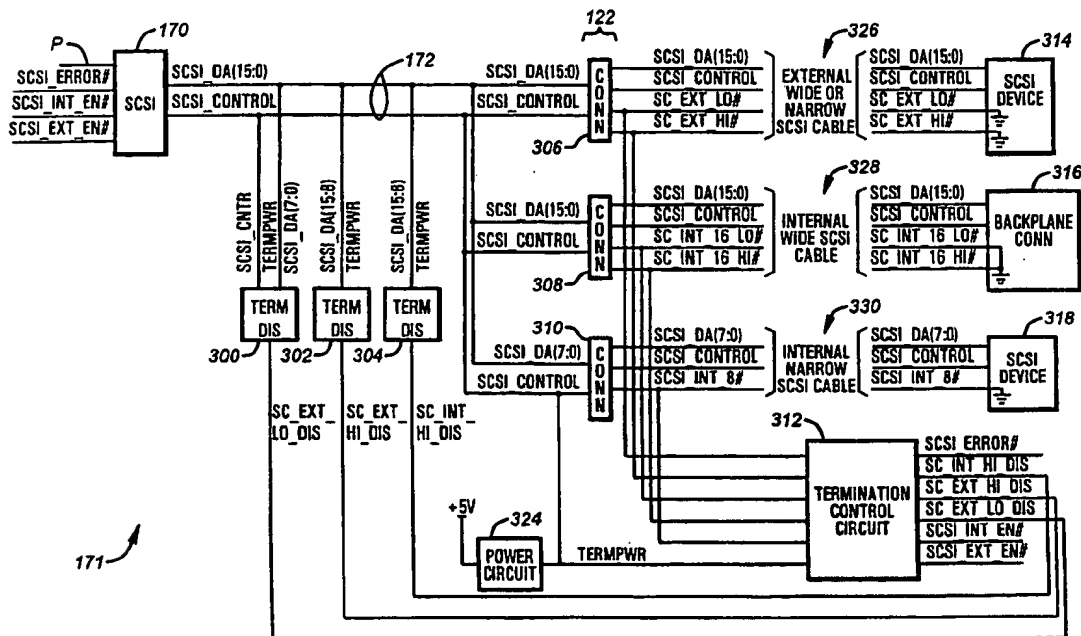 170
P
SCSI_ERROR#
SCSI_INT_EN#
SCSI_EXT_EN#
SCSI
SCSI_DA(15:0)
SCSI_CONTROL
172
122
SCSI_DA(15:0)
SCSI_CONTROL
CONN
306
SCSI_DA(15:0)
SCSI_CONTROL
SC_EXT_LO#
SC_EXT_HI#
326
EXTERNAL
WIDE OR
NARROW
SCSI CABLE
SCSI_DA(15:0)
SCSI_CONTROL
SC_EXT_LO#
SC_EXT_HI#
314
SCSI
DEVICE
SCSI_DA(15:0)
SCSI_CONTROL
CONN
308
SCSI_DA(15:0)
SCSI_CONTROL
SC_INT_16_LO#
SC_INT_16_HI#
328
INTERNAL
WIDE SCSI
CABLE
SCSI_DA(15:0)
SCSI_CONTROL
SC_INT_16_LO#
SC_INT_16_HI#
316
BACKPLANE
CONN
SCSI_CNTR
TERMPWR
SCSI_DA(7:0)
SCSI_DA(15:8)
TERMPWR
SCSI_DA(15:8)
TERMPWR
TERM
DIS
300
TERM
DIS
302
TERM
DIS
304
310
SCSI_DA(7:0)
SCSI_CONTROL
CONN
SCSI_DA(7:0)
SCSI_CONTROL
SCSI_INT_8#
330
INTERNAL
NARROW
SCSI CABLE
SCSI_DA(7:0)
SCSI_CONTROL
SCSI_INT_8#
318
SCSI
DEVICE
SC_EXT_
LO_DIS
SC_EXT_
HI_DIS
SC_INT_
HI_DIS
312
TERMINATION
CONTROL
CIRCUIT
SCSI_ERROR#
SC_INT_HI_DIS
SC_EXT_HI_DIS
SC_EXT_LO_DIS
SCSI_INT_EN#
SCSI_EXT_EN#
+5V
324
POWER
CIRCUIT
TERMPWR
171